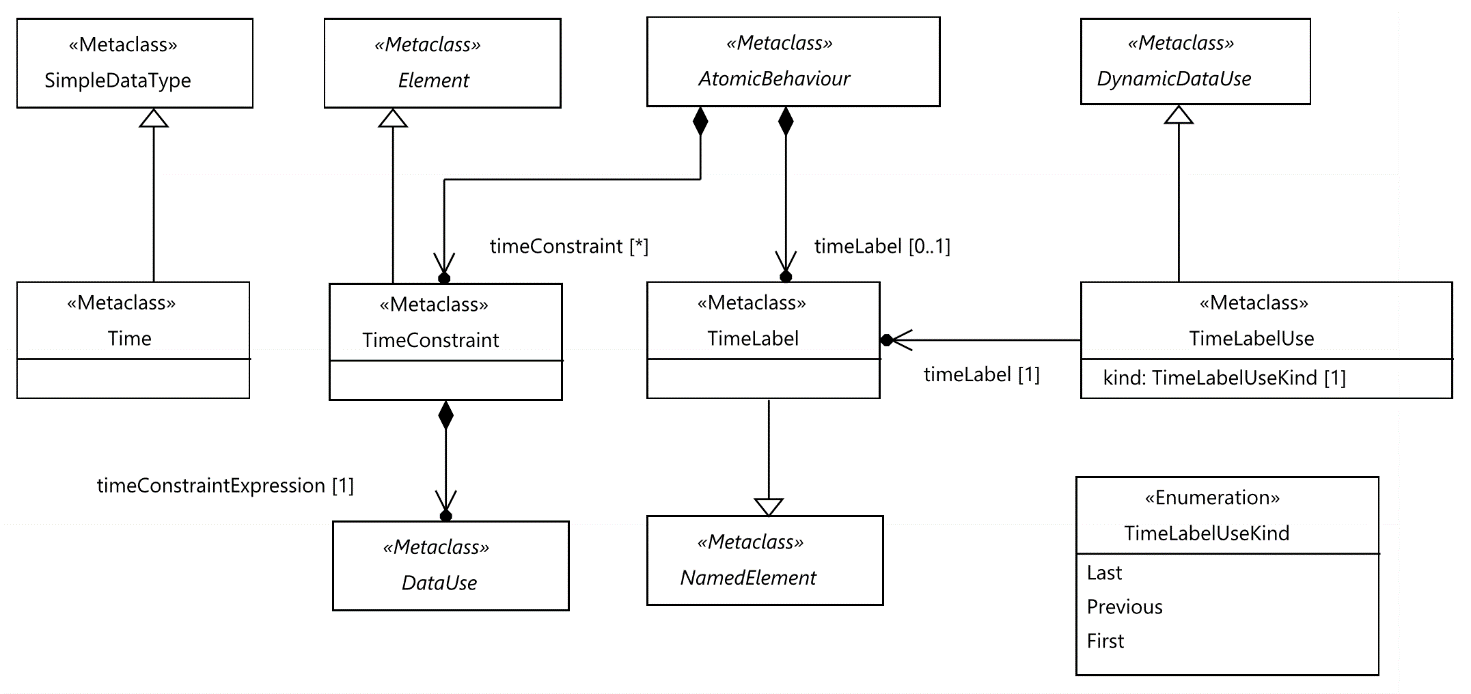 «Metaclass»
SimpleDataType
«Metaclass»
Element
«Metaclass»
AtomicBehaviour
«Metaclass»
DynamicDataUse
timeConstraint [*]
timeLabel [0..1]
«Metaclass»
Time
«Metaclass»
TimeConstraint
«Metaclass»
TimeLabel
«Metaclass»
TimeLabelUse
kind: TimeLabelUseKind [1]
timeLabel [1]
timeConstraintExpression [1]
«Metaclass»
DataUse
«Metaclass»
NamedElement
«Enumeration»
TimeLabelUseKind
Last
Previous
First